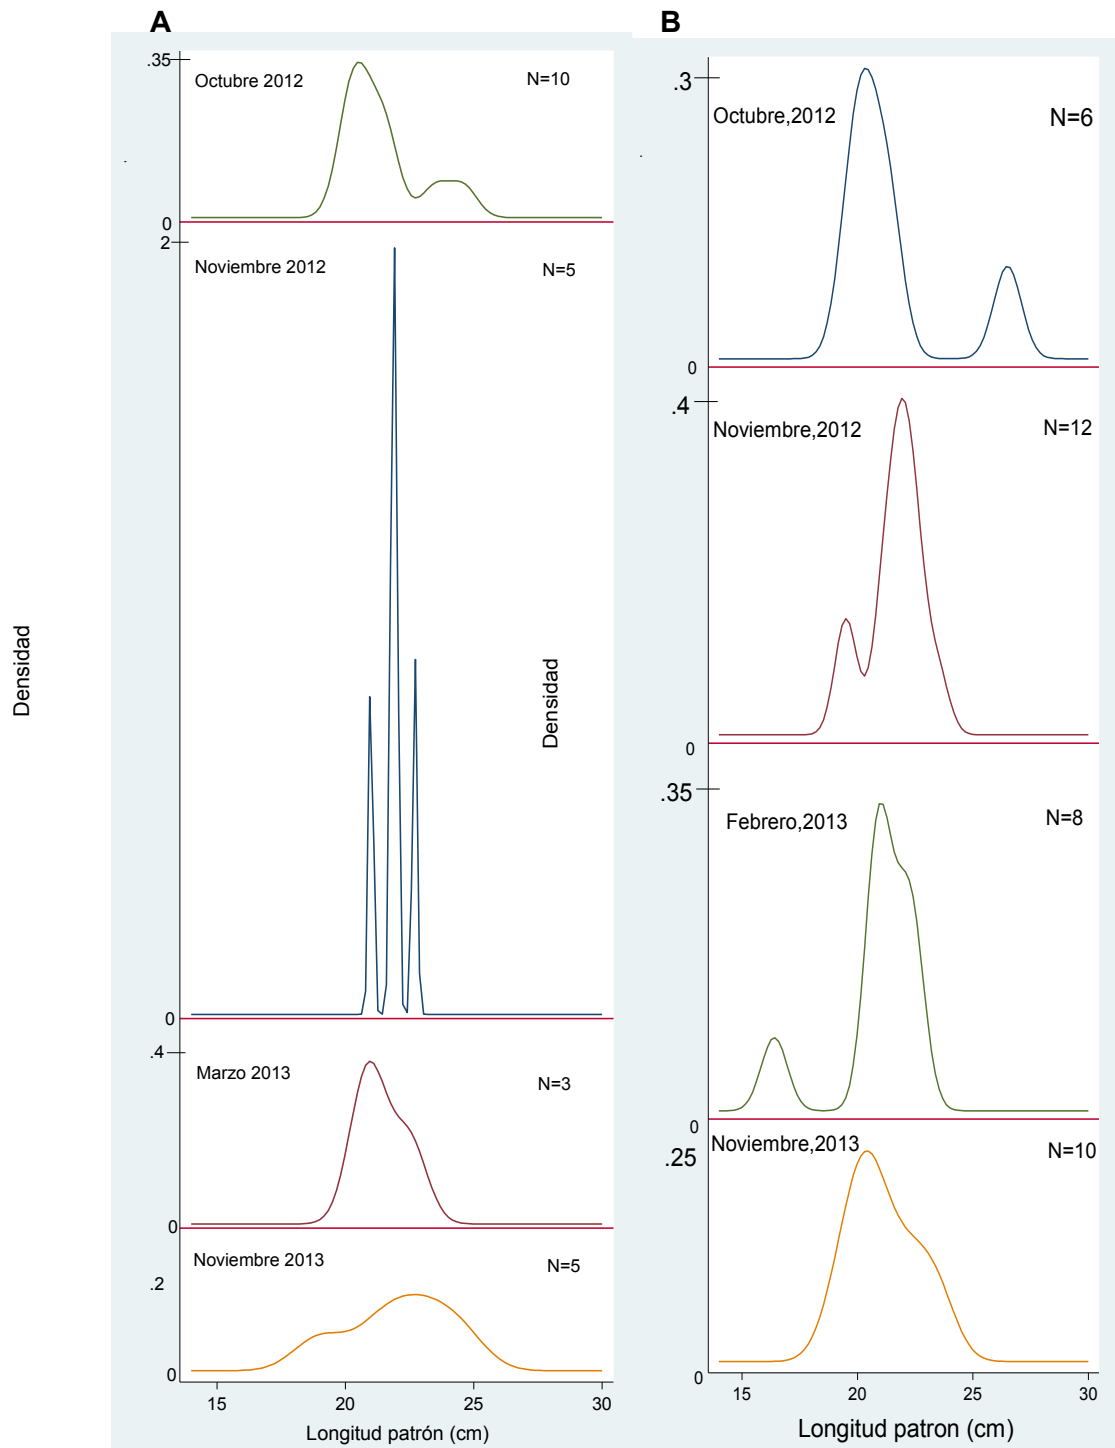 A
.35
Octubre 2012
N=10
0
2
Noviembre 2012
N=5
0
.4
Marzo 2013
N=3
0
Noviembre 2013
N=5
.2
0
15 20 25 30
Longitud patrón (cm)
Densidad
B
.3
Octubre,2012
N=6
0
.4
Noviembre,2012
N=12
0
.35
Febrero,2013
N=8
0
Noviembre,2013
N=10
.25
0
15 20 25 30
Longitud patron (cm)
Densidad